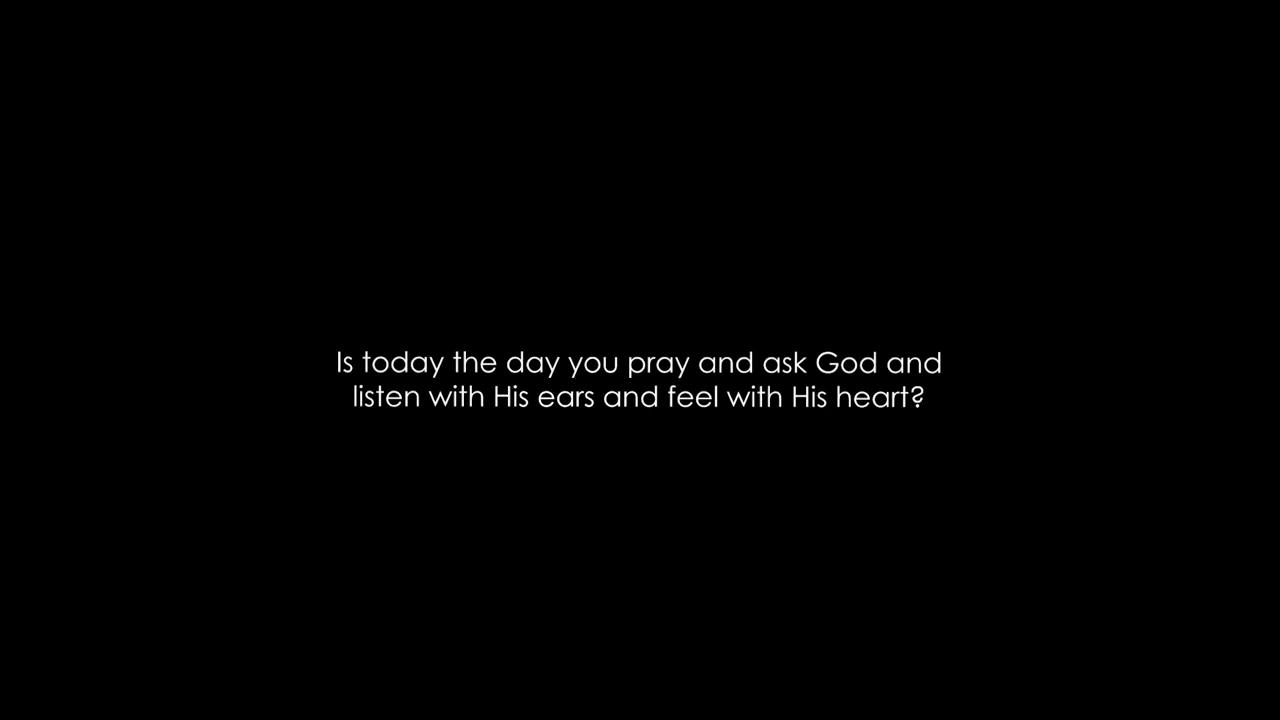 Is today the day you pray and ask God and
listen with His ears and feel with His heart?